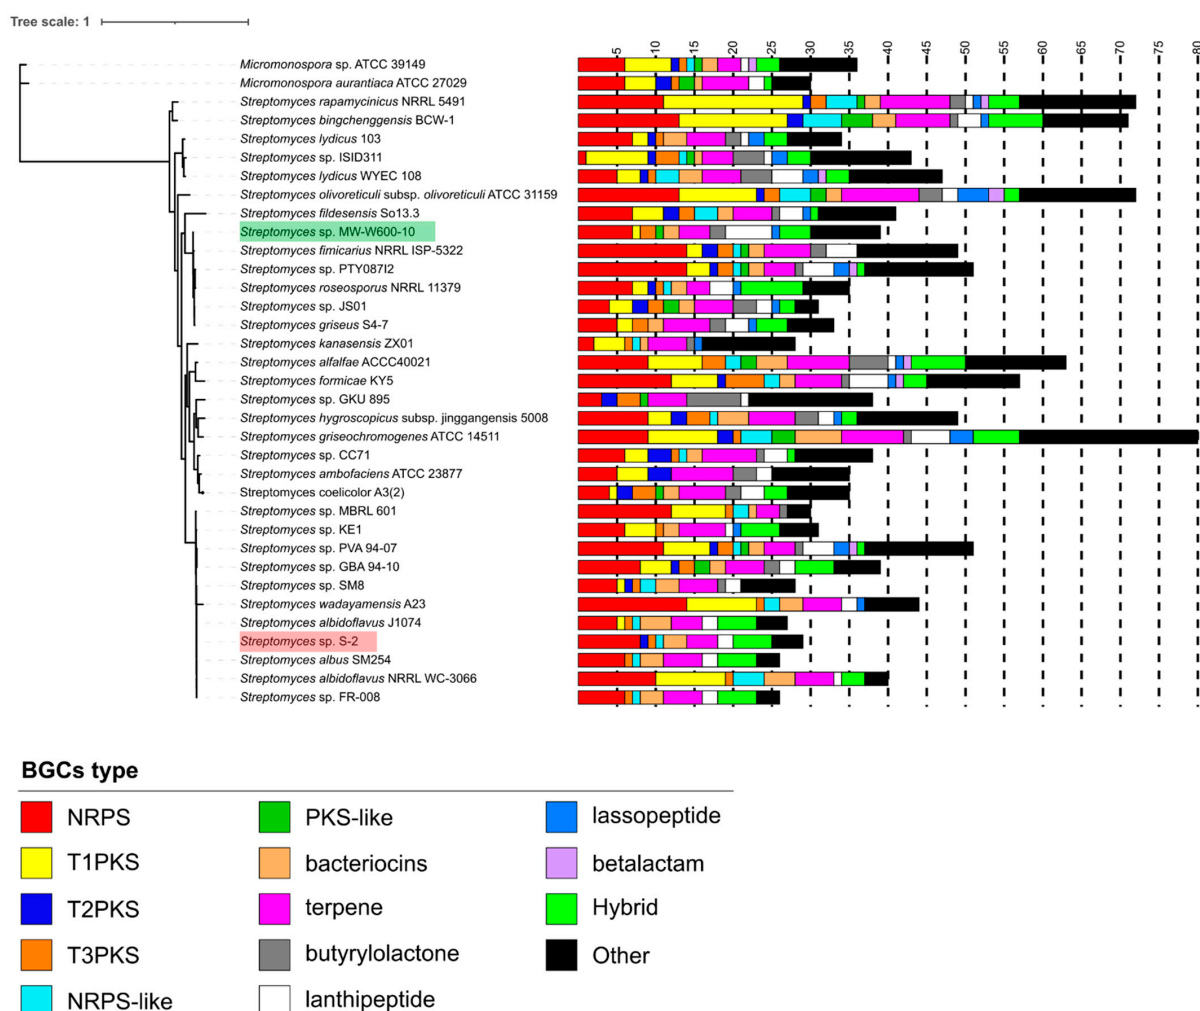 Tree scale: 1
5 10 15 20 25 30 35 40 45 50 55 60 65 70 75 80
Micromonospora sp. ATCC 39149
Micromonospora aurantiaca ATCC 27029
Streptomyces rapamycinicus NRRL 5491
Streptomyces bingchenggensis BCW-1
Streptomyces lydicus 103
Streptomyces sp. ISID311
Streptomyces lydicus WYEC 108
Streptomyces olivoreticuli subsp. olivoreticuli ATCC 31159
Streptomyces fildesensis So13.3
Streptomyces sp. MW-W600-10
Streptomyces fimicarius NRRL ISP-5322
Streptomyces sp. PTY087I2
Streptomyces roseosporus NRRL 11379
Streptomyces sp. JS01
Streptomyces griseus S4-7
Streptomyces kanasensis ZX01
Streptomyces alfalfae ACCC40021
Streptomyces formicae KY5
Streptomyces sp. GKU 895
Streptomyces hygroscopicus subsp. jinggangensis 5008
Streptomyces griseochromogenes ATCC 14511
Streptomyces sp. CC71
Streptomyces ambofaciens ATCC 23877
Streptomyces coelicolor A3(2)
Streptomyces sp. MBRL 601
Streptomyces sp. KE1
Streptomyces sp. PVA 94-07
Streptomyces sp. GBA 94-10
Streptomyces sp. SM8
Streptomyces wadayamensis A23
Streptomyces albidoflavus J1074
Streptomyces sp. S-2
Streptomyces albus SM254
Streptomyces albidoflavus NRRL WC-3066
Streptomyces sp. FR-008
BGCs type
NRPS
T1PKS
T2PKS
T3PKS
NRPS-like
PKS-like
bacteriocins
terpene
butyrylolactone
lanthipeptide
lassopeptide
betalactam
Hybrid
Other